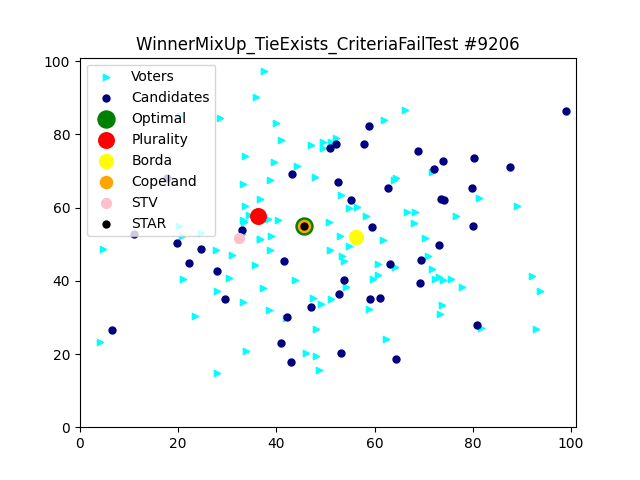 WinnerMixUp_TieExists_CriteriaFailTest #9206
100
80
60
40
20
0
0 20 40 60 80 100
Voters
Candidates
Optimal
Plurality
Borda
Copeland
STV
STAR